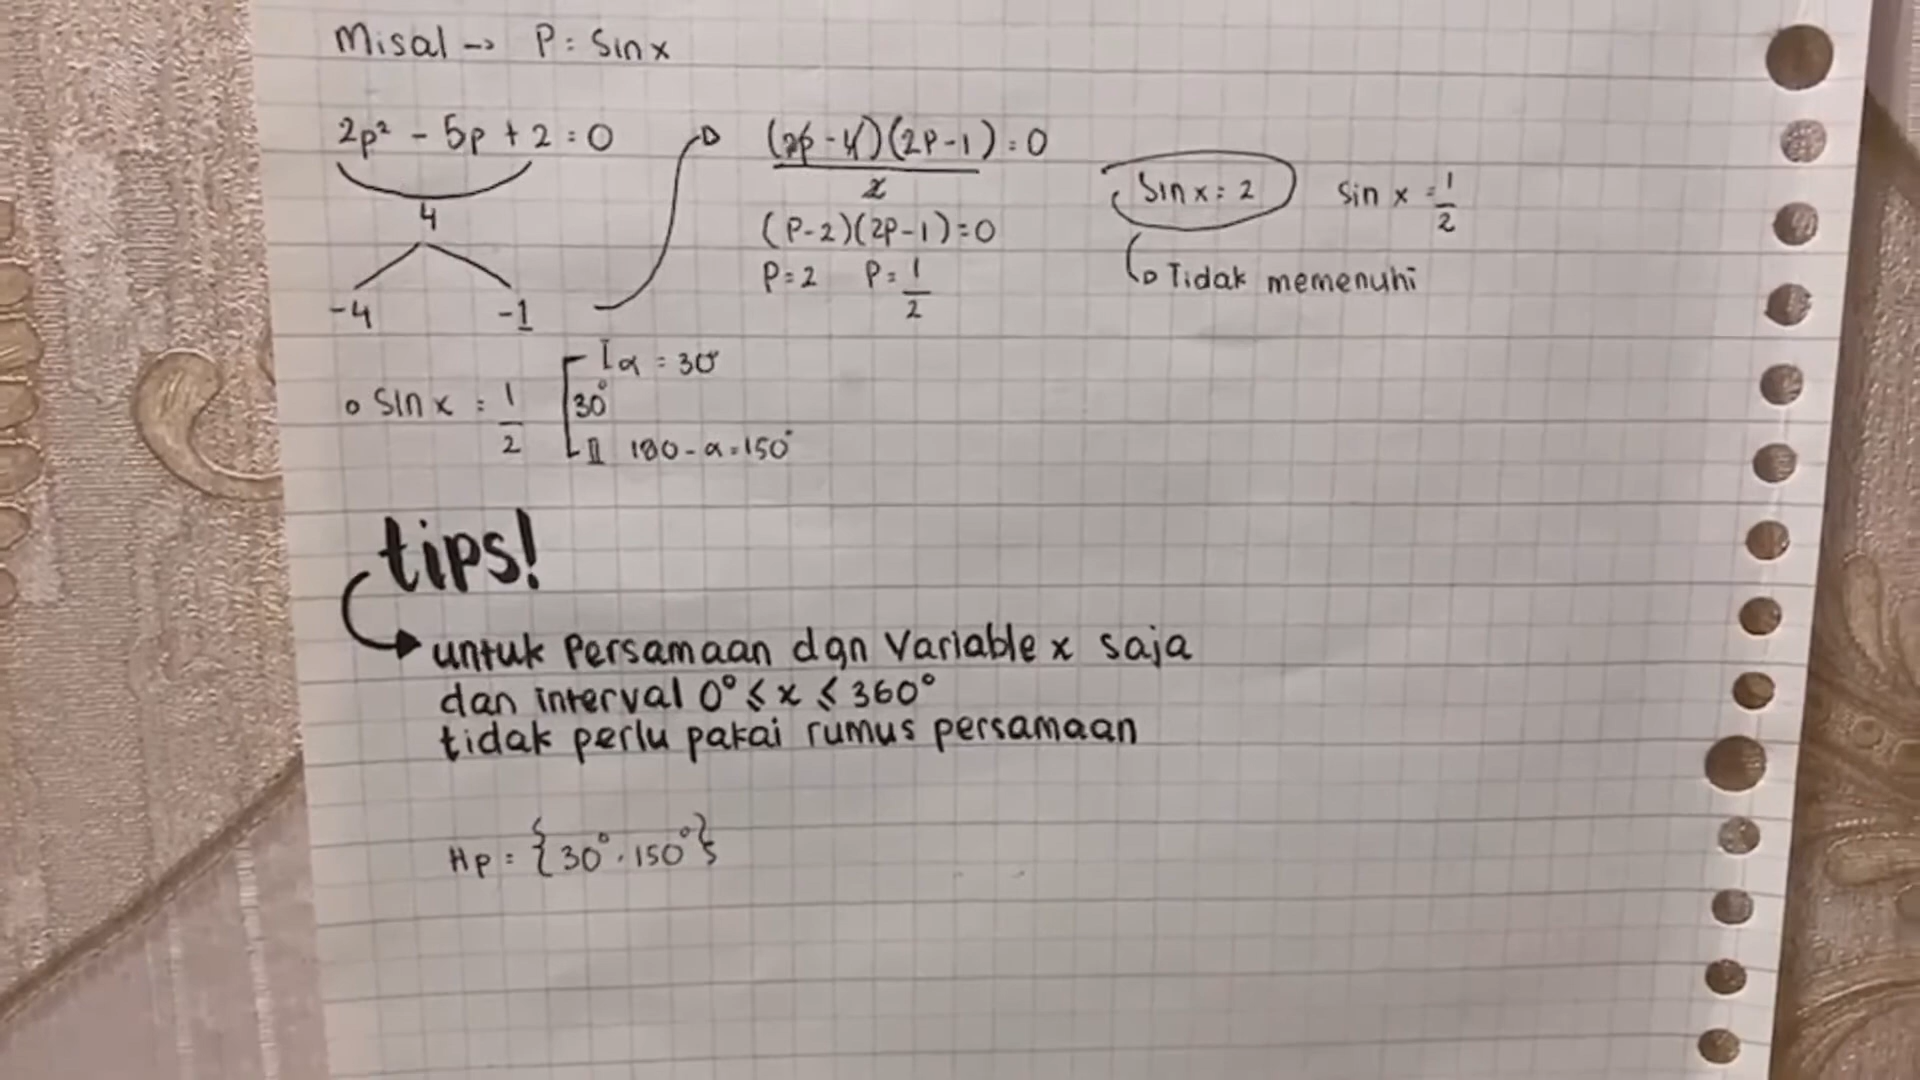 Misal → P = Sin x
2p² - 5p + 2 = 0
4
-4 -1
(2p - 4)(2P - 1) = 0
2
(P - 2)(2P - 1) = 0
P = 2 P = 1/2
Sin x = 2 Sin x = 1/2
Tidak memenuhi
o Sin x = 1/2
I α = 30°
30°
II 180 - α = 150°
tips!
untuk Persamaan dgn Variable x saja
dan interval 0° ≤ x ≤ 360°
tidak perlu pakai rumus persamaan
Hp = {30°, 150°}